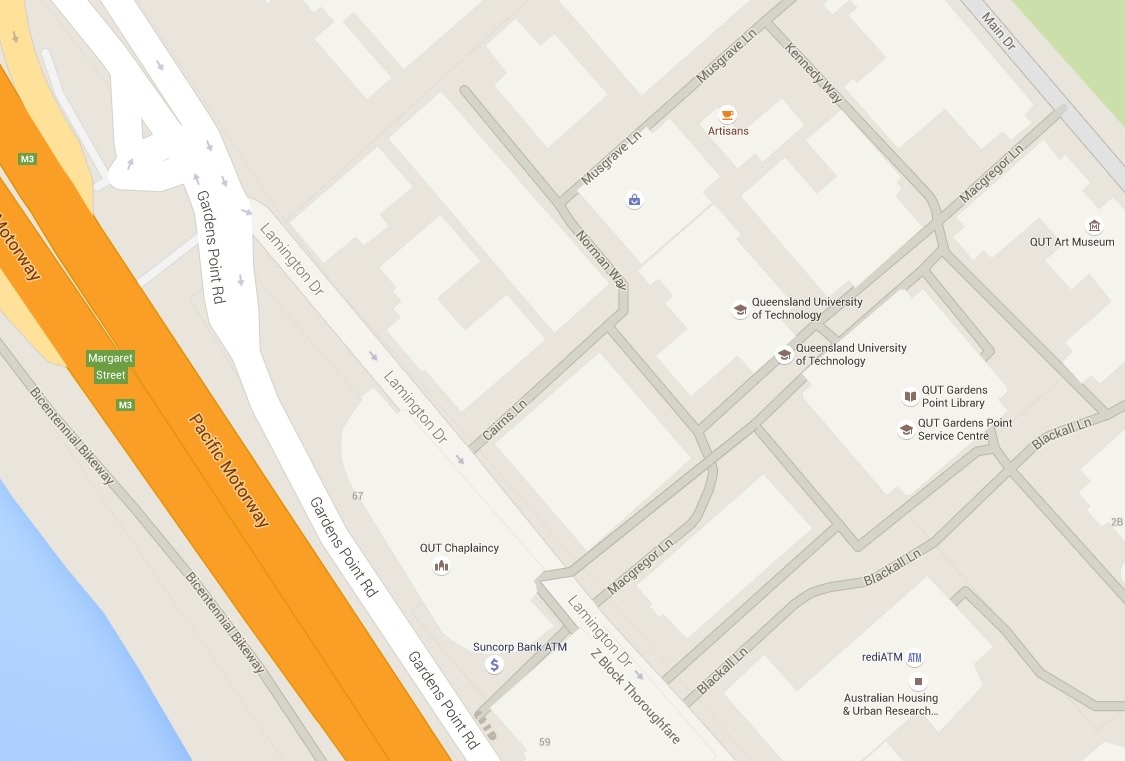 Main Dr
Musgrave Ln
Kennedy Way
Artisans
M3
Musgrave Ln
Macgregor Ln
Gardens Point Rd
Motorway
Lamington Dr
Norman Way
QUT Art Museum
Queensland University
of Technology
Queensland University
of Technology
Margaret
Street
M3
Lamington Dr
Cairns Ln
QUT Gardens
Point Library
QUT Gardens Point
Service Centre
Blackall Ln
Bicentennial Bikeway
Pacific Motorway
67
2B
Gardens Point Rd
QUT Chaplaincy
Macgregor Ln
Blackall Ln
Bicentennial Bikeway
Lamington Dr
Suncorp Bank ATM
$
Z Block Thoroughfare
Blackall Ln
rediATM
ATM
Australian Housing
& Urban Research...
Gardens Point Rd
59